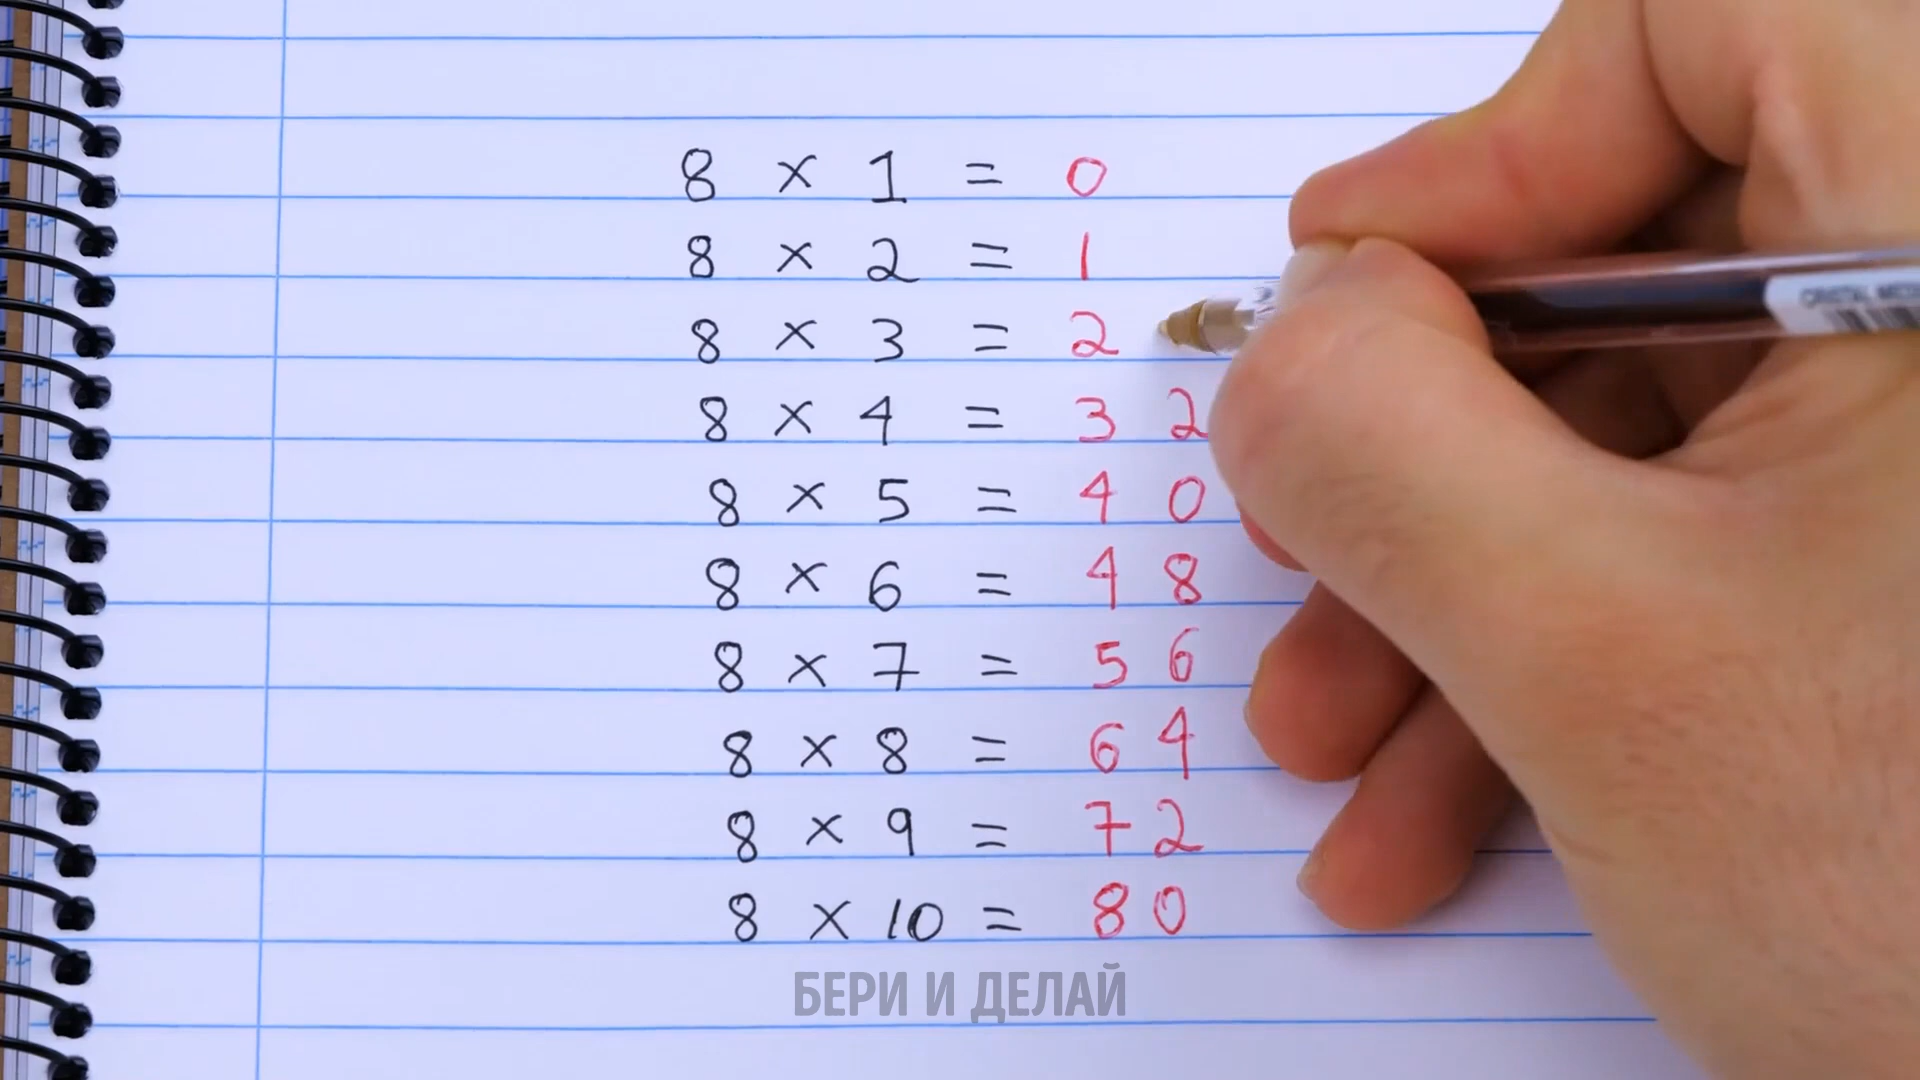 8 × 1 = 0
8 × 2 = 1
8 × 3 = 2
8 × 4 = 3 2
8 × 5 = 4 0
8 × 6 = 4 8
8 × 7 = 5 6
8 × 8 = 6 4
8 × 9 = 7 2
8 × 10 = 8 0
БЕРИ И ДЕЛАЙ